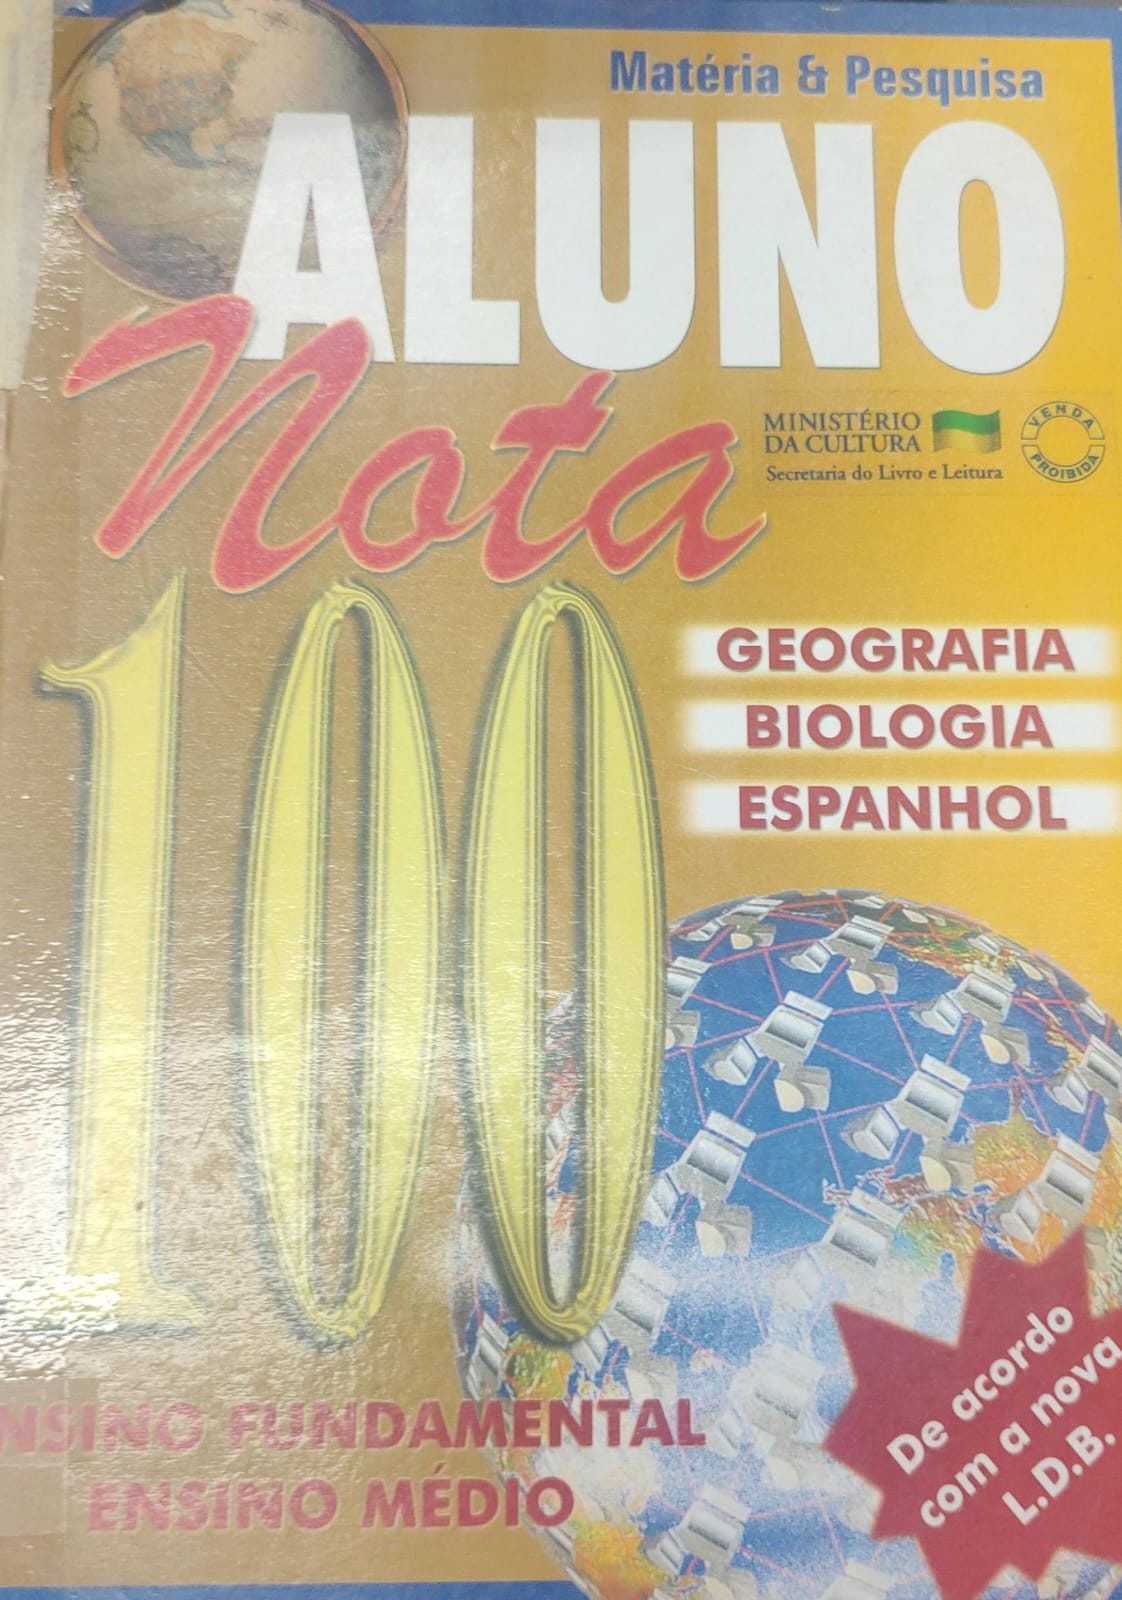 Matéria & Pesquisa
ALUNO
Nota
100
MINISTÉRIO
DA CULTURA
Secretaria do Livro e Leitura
VENDA
PROIBIDA
GEOGRAFIA
BIOLOGIA
ESPANHOL
De acordo
com a nova
L.D.B.
NSINO FUNDAMENTAL
ENSINO MÉDIO